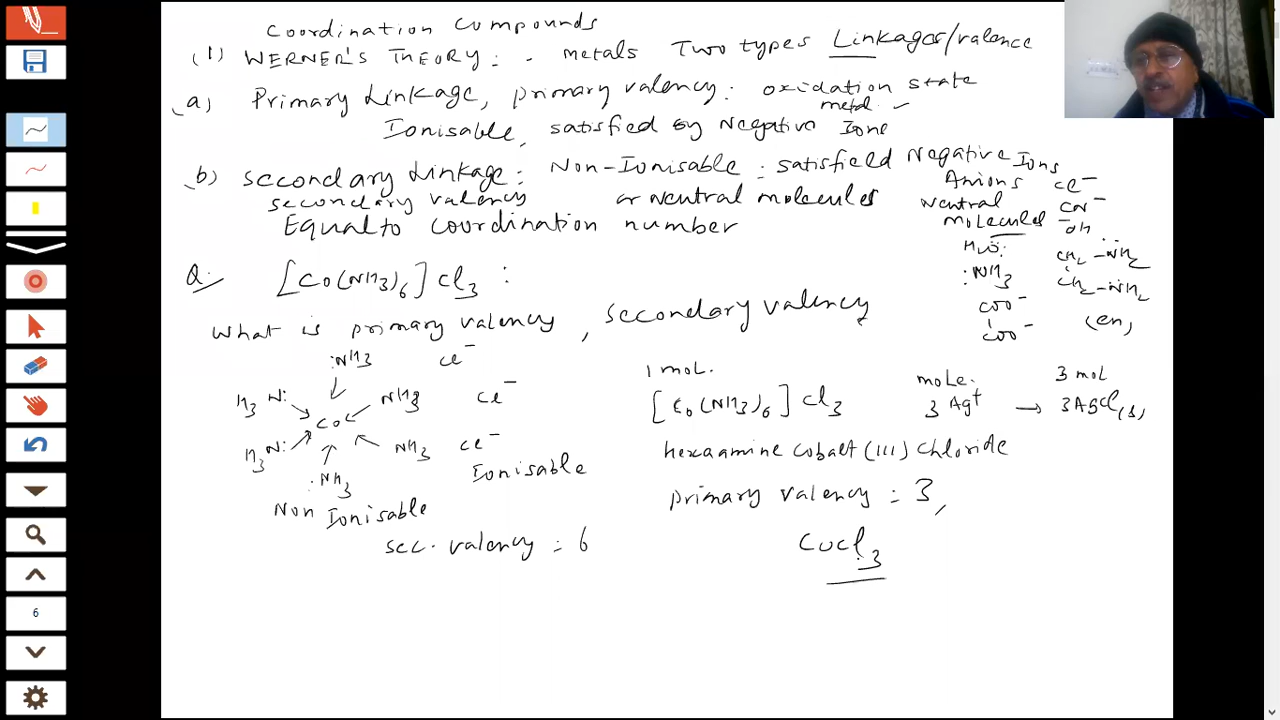 Coordination Compounds
(1) WERNER'S THEORY: - metals Two types Linkages/valence
(a) Primary Linkage, primary valency: oxidation state
metal.
Ionisable, satisfied by Negative Ions
(b) secondary Linkage: Non-Ionisable: satisfield Negative Ions
secondary valency or neutral molecules
Equal to coordination number
Anions Cl⁻
Neutral CN⁻
molecules ⁻OH
H₂O:
:NH₃
COO⁻
COO⁻
CH₂-NH₂
CH₂-NH₂
(en)
Q: [Co(NH3)6]Cl3 :
What is primary valency, secondary valency
:NH3 Cl⁻
H3N: NH3 Cl⁻
Co
H3N: NH3 Cl⁻
:NH3 Ionisable
Non Ionisable
sec. valency = 6
1 mol. mole. 3 mol
[Co(NH3)6]Cl3 3 Ag⁺ → 3AgCl(s)
hexaamine cobalt (III) chloride
primary valency = 3,
CoCl3
6